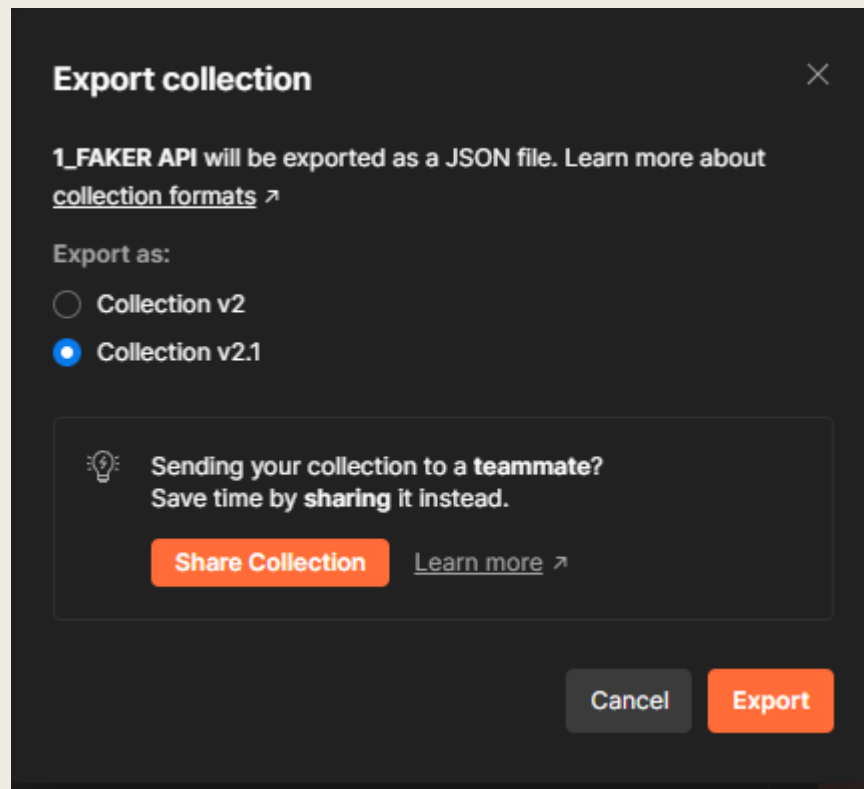 Export collection
1_FAKER API will be exported as a JSON file. Learn more about
collection formats ↗
Export as:
Collection v2
Collection v2.1
Sending your collection to a teammate?
Save time by sharing it instead.
Share Collection Learn more ↗
Cancel Export